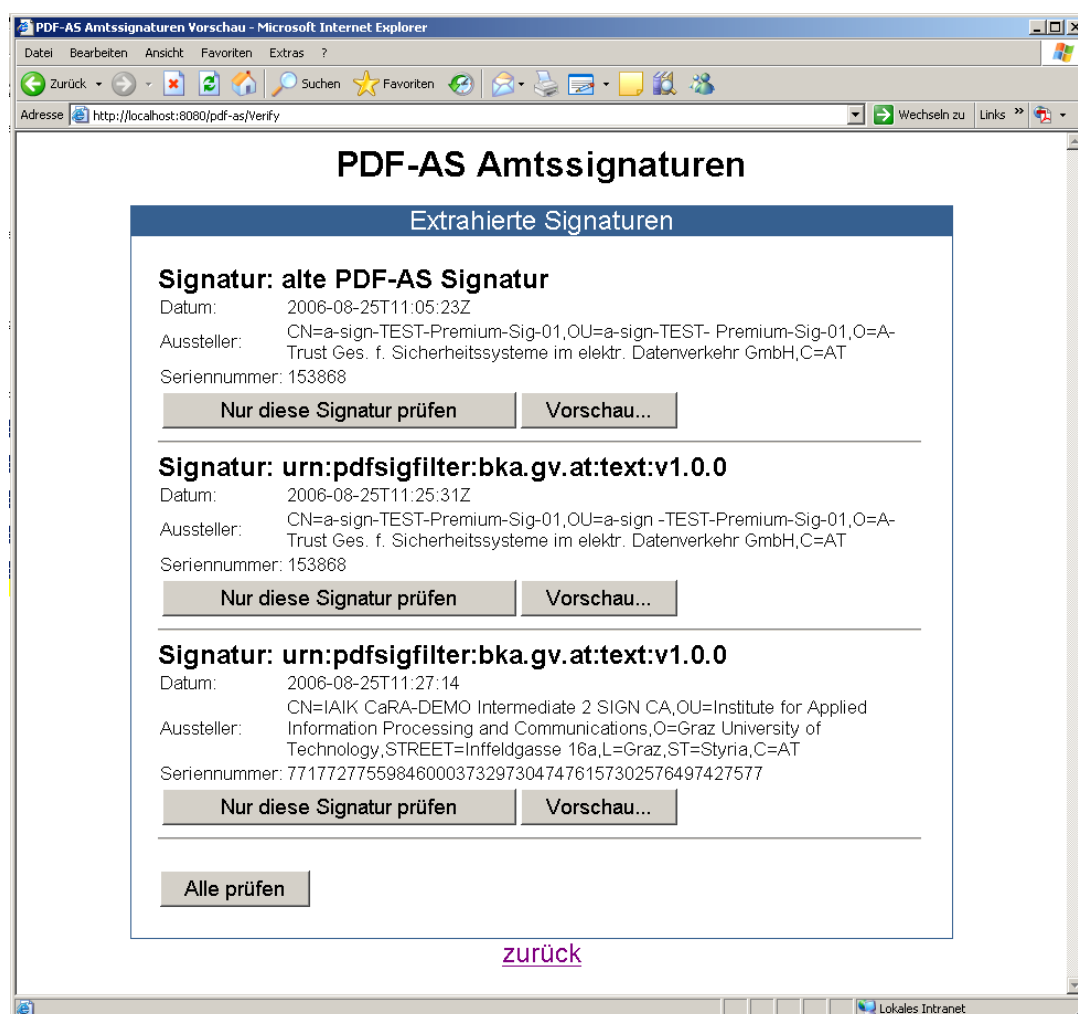 PDF-AS Amtssignaturen Vorschau - Microsoft Internet Explorer
Datei Bearbeiten Ansicht Favoriten Extras ?
Zurück Suchen Favoriten
Adresse http://localhost:8080/pdf-as/Verify Wechseln zu Links »
PDF-AS Amtssignaturen
Extrahierte Signaturen
Signatur: alte PDF-AS Signatur
Datum: 2006-08-25T11:05:23Z
Aussteller: CN=a-sign-TEST-Premium-Sig-01,OU=a-sign-TEST- Premium-Sig-01,O=A-
Trust Ges. f. Sicherheitssysteme im elektr. Datenverkehr GmbH,C=AT
Seriennummer: 153868
Nur diese Signatur prüfen Vorschau...
Signatur: urn:pdfsigfilter:bka.gv.at:text:v1.0.0
Datum: 2006-08-25T11:25:31Z
Aussteller: CN=a-sign-TEST-Premium-Sig-01,OU=a-sign -TEST-Premium-Sig-01,O=A-
Trust Ges. f. Sicherheitssysteme im elektr. Datenverkehr GmbH,C=AT
Seriennummer: 153868
Nur diese Signatur prüfen Vorschau...
Signatur: urn:pdfsigfilter:bka.gv.at:text:v1.0.0
Datum: 2006-08-25T11:27:14
Aussteller: CN=IAIK CaRA-DEMO Intermediate 2 SIGN CA,OU=Institute for Applied
Information Processing and Communications,O=Graz University of
Technology,STREET=Inffeldgasse 16a,L=Graz,ST=Styria,C=AT
Seriennummer: 771772775598460003732973047476157302576497427577
Nur diese Signatur prüfen Vorschau...
Alle prüfen
zurück
Lokales Intranet